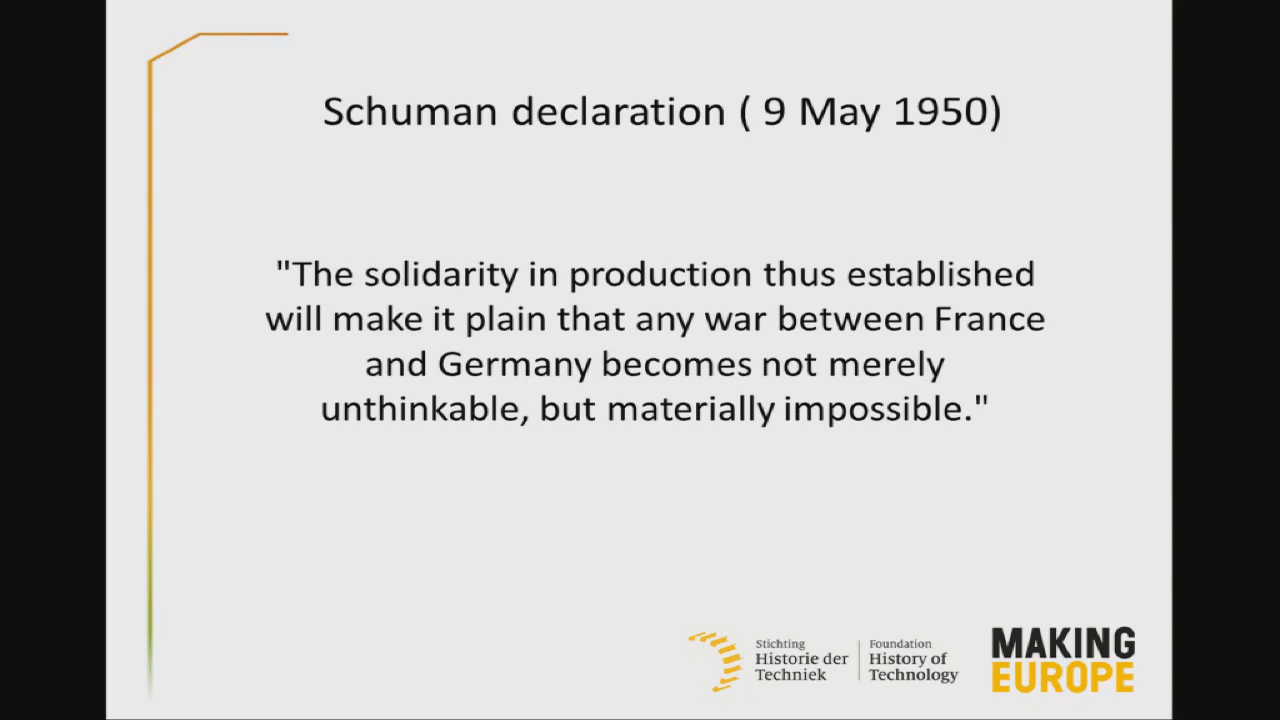 Schuman declaration ( 9 May 1950)
"The solidarity in production thus established
will make it plain that any war between France
and Germany becomes not merely
unthinkable, but materially impossible."
Stichting
Historie der
Techniek
Foundation
History of
Technology
MAKING
EUROPE